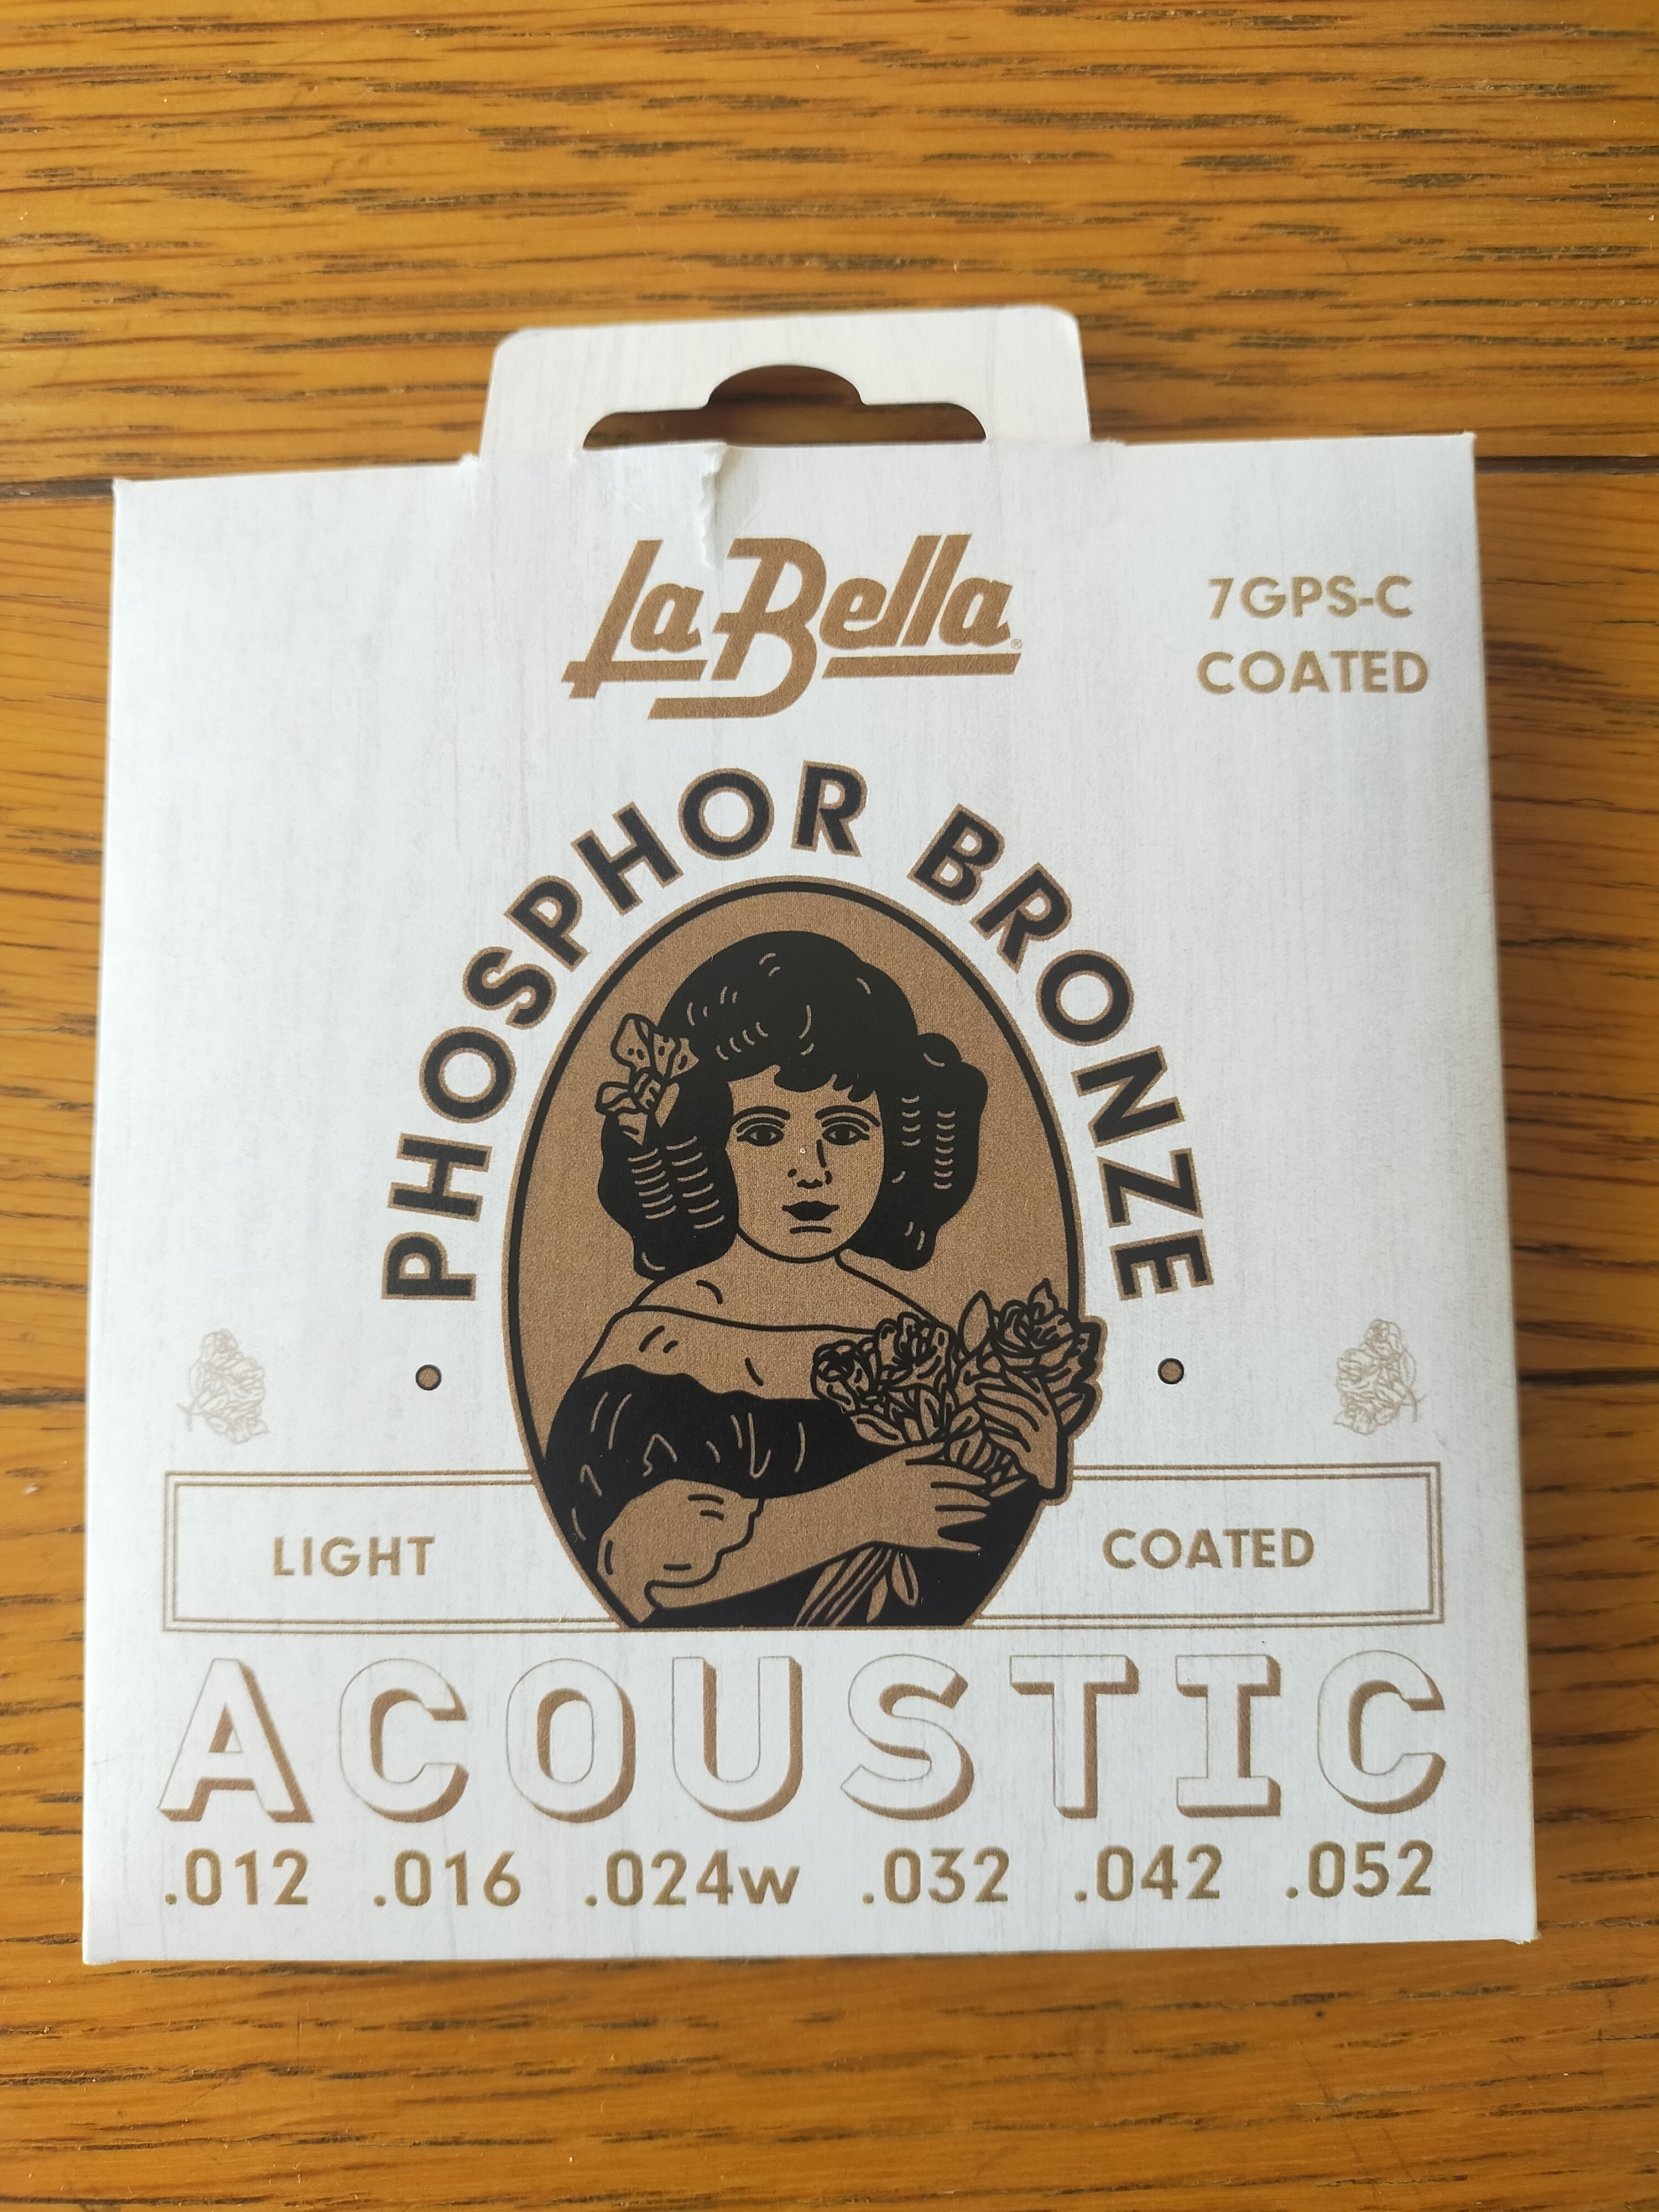 La Bella®
7GPS-C
COATED
PHOSPHOR BRONZE
LIGHT
COATED
ACOUSTIC
.012 .016 .024w .032 .042 .052